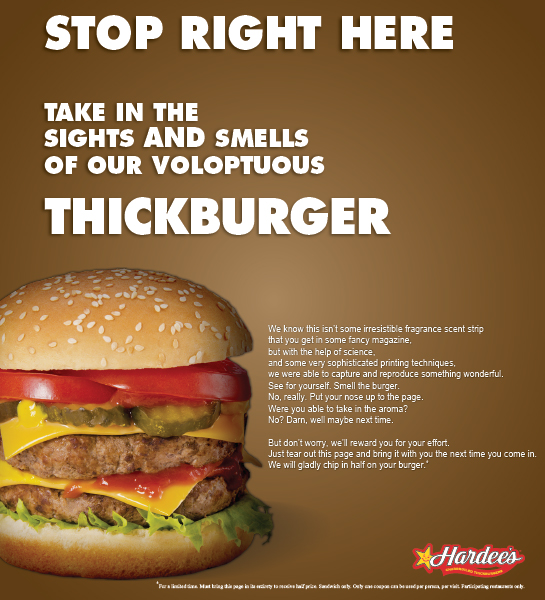 STOP RIGHT HERE
TAKE IN THE
SIGHTS AND SMELLS
OF OUR VOLOPTUOUS
THICKBURGER
We know this isn't some irresistible fragrance scent strip
that you get in some fancy magazine,
but with the help of science,
and some very sophisticated printing techniques,
we were able to capture and reproduce something wonderful.
See for yourself. Smell the burger.
No, really. Put your nose up to the page.
Were you able to take in the aroma?
No? Darn, well maybe next time.
But don't worry, we'll reward you for your effort.
Just tear out this page and bring it with you the next time you come in.
We will gladly chip in half on your burger.*
Hardee's
*For a limited time. Must bring this page in its entirety to receive half price. Sandwich only. Only one coupon can be used per person, per visit. Participating restaurants only.